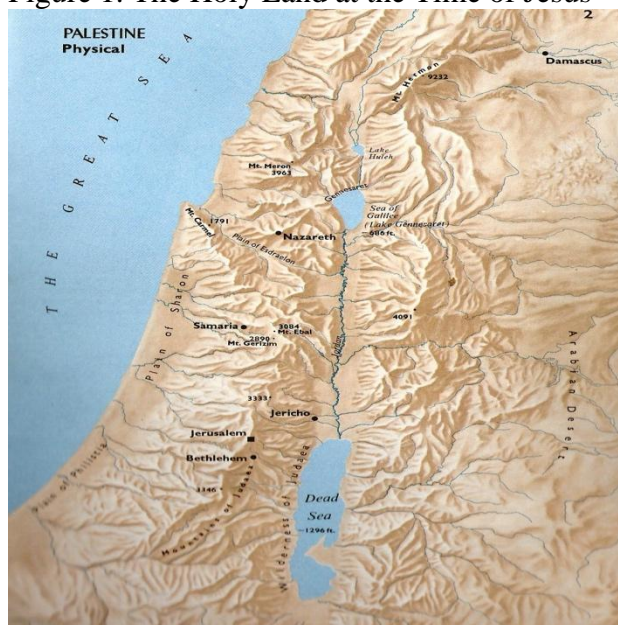 Figure 1: The Holy Land at the Time of Jesus
2
PALESTINE
Physical
THE GREAT SEA
Damascus
Mt. Hermon
9232
Lake
Huleh
Mt. Meron
3963
Gennesaret
Sea of
Galilee
(Lake Gennesaret)
-686 ft.
Mt. Carmel
1791
Nazareth
Plain of Esdraelon
Plain of Sharon
4091
Samaria
3084
Mt. Ebal
2890
Mt. Gerizim
Jordan
Arabian Desert
3333
Jericho
Jerusalem
Bethlehem
Plain of Philistia
3346
Mountains of Judaea
Wilderness of Judaea
Dead
Sea
-1296 ft.